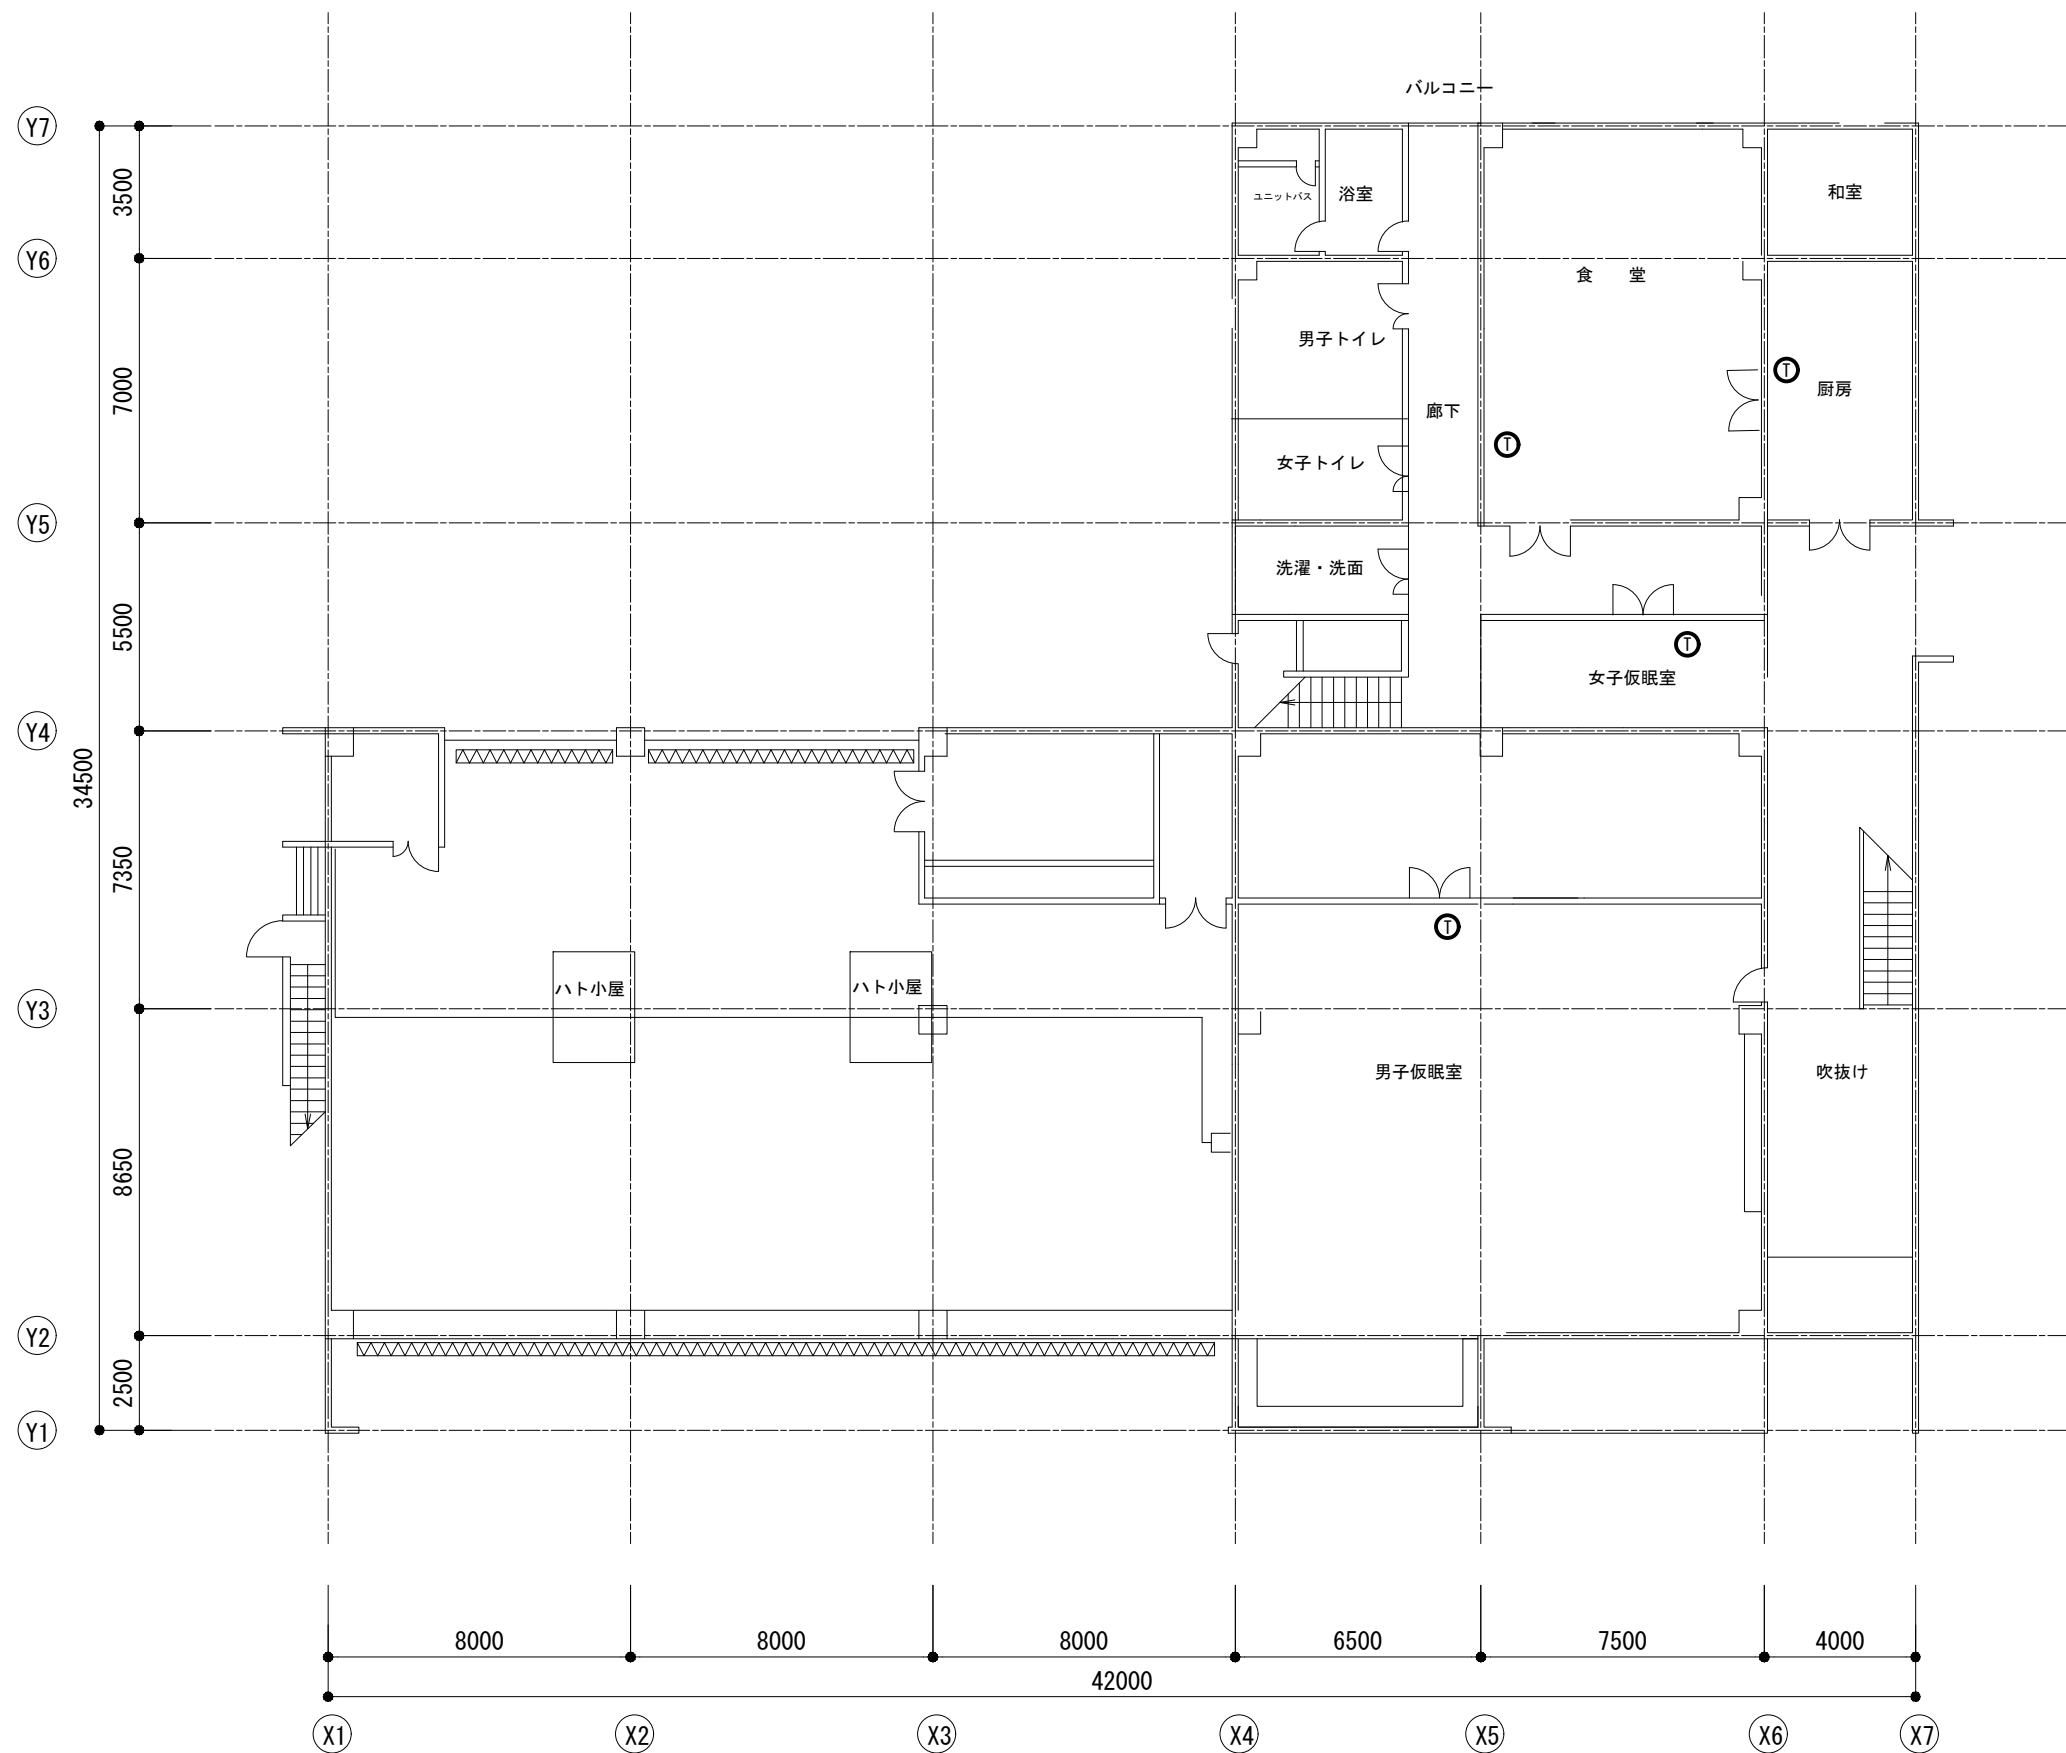 バルコニー
Y7
3500
ユニットバス
浴室
和室
Y6
食　堂
男子トイレ
7000
T
厨房
廊下
T
女子トイレ
Y5
洗濯・洗面
5500
T
女子仮眠室
Y4
34500
7350
T
ハト小屋
ハト小屋
Y3
男子仮眠室
吹抜け
8650
Y2
2500
Y1
8000
8000
8000
6500
7500
4000
42000
X1
X2
X3
X4
X5
X6
X7